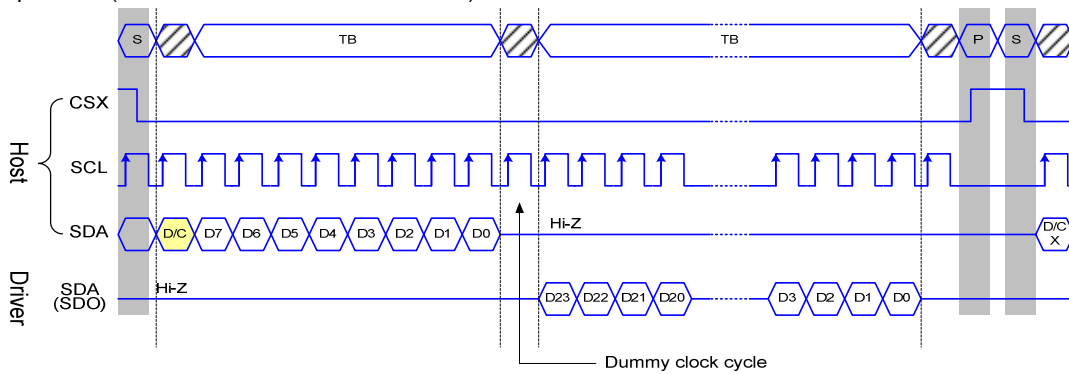 S TB TB P S
CSX
Host
SCL
SDA D/C D7 D6 D5 D4 D3 D2 D1 D0 Hi-Z D/C
X
Driver
SDA
(SDO) Hi-Z D23 D22 D21 D20 D3 D2 D1 D0
Dummy clock cycle